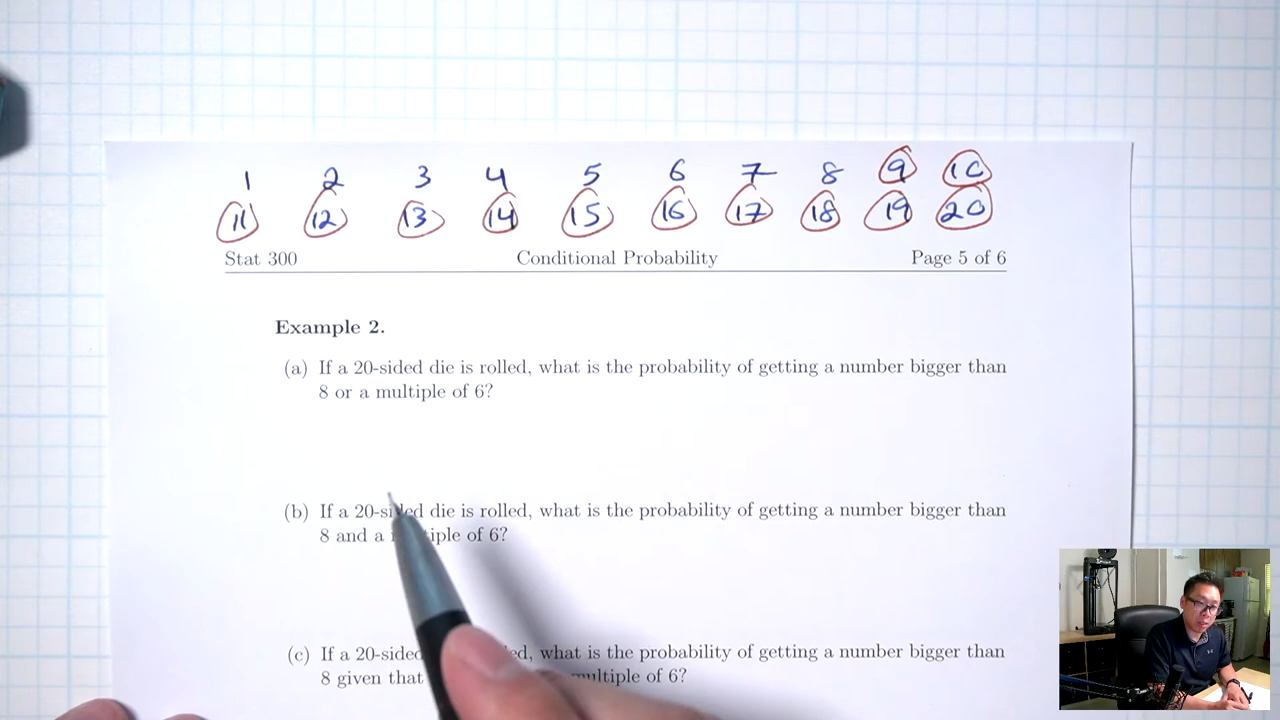 1 2 3 4 5 6 7 8 9 10
11 12 13 14 15 16 17 18 19 20
Stat 300 Conditional Probability Page 5 of 6
Example 2.
(a) If a 20-sided die is rolled, what is the probability of getting a number bigger than
8 or a multiple of 6?
(b) If a 20-sided die is rolled, what is the probability of getting a number bigger than
8 and a multiple of 6?
(c) If a 20-sided what is the probability of getting a number bigger than
8 given that multiple of 6?